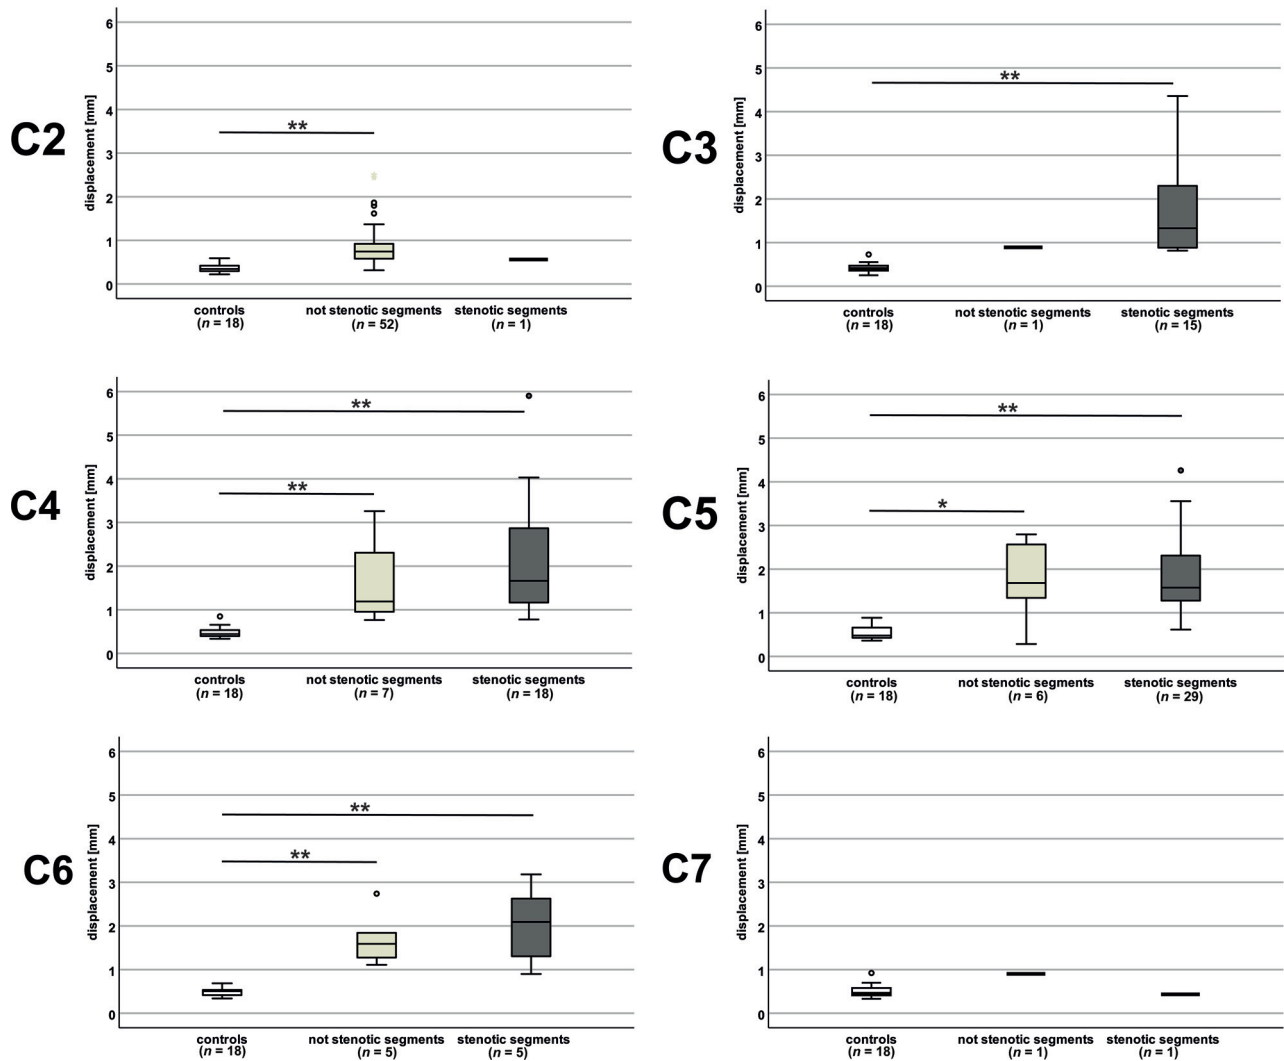 C2
displacement [mm]
6
5
4
3
2
1
0
**
controls
(n = 18)
not stenotic segments
(n = 52)
stenotic segments
(n = 1)
C3
displacement [mm]
6
5
4
3
2
1
0
**
controls
(n = 18)
not stenotic segments
(n = 1)
stenotic segments
(n = 15)
C4
displacement [mm]
6
5
4
3
2
1
0
**
**
controls
(n = 18)
not stenotic segments
(n = 7)
stenotic segments
(n = 18)
C5
displacement [mm]
6
5
4
3
2
1
0
**
*
controls
(n = 18)
not stenotic segments
(n = 6)
stenotic segments
(n = 29)
C6
displacement [mm]
6
5
4
3
2
1
0
**
**
controls
(n = 18)
not stenotic segments
(n = 5)
stenotic segments
(n = 5)
C7
displacement [mm]
6
5
4
3
2
1
0
controls
(n = 18)
not stenotic segments
(n = 1)
stenotic segments
(n = 1)